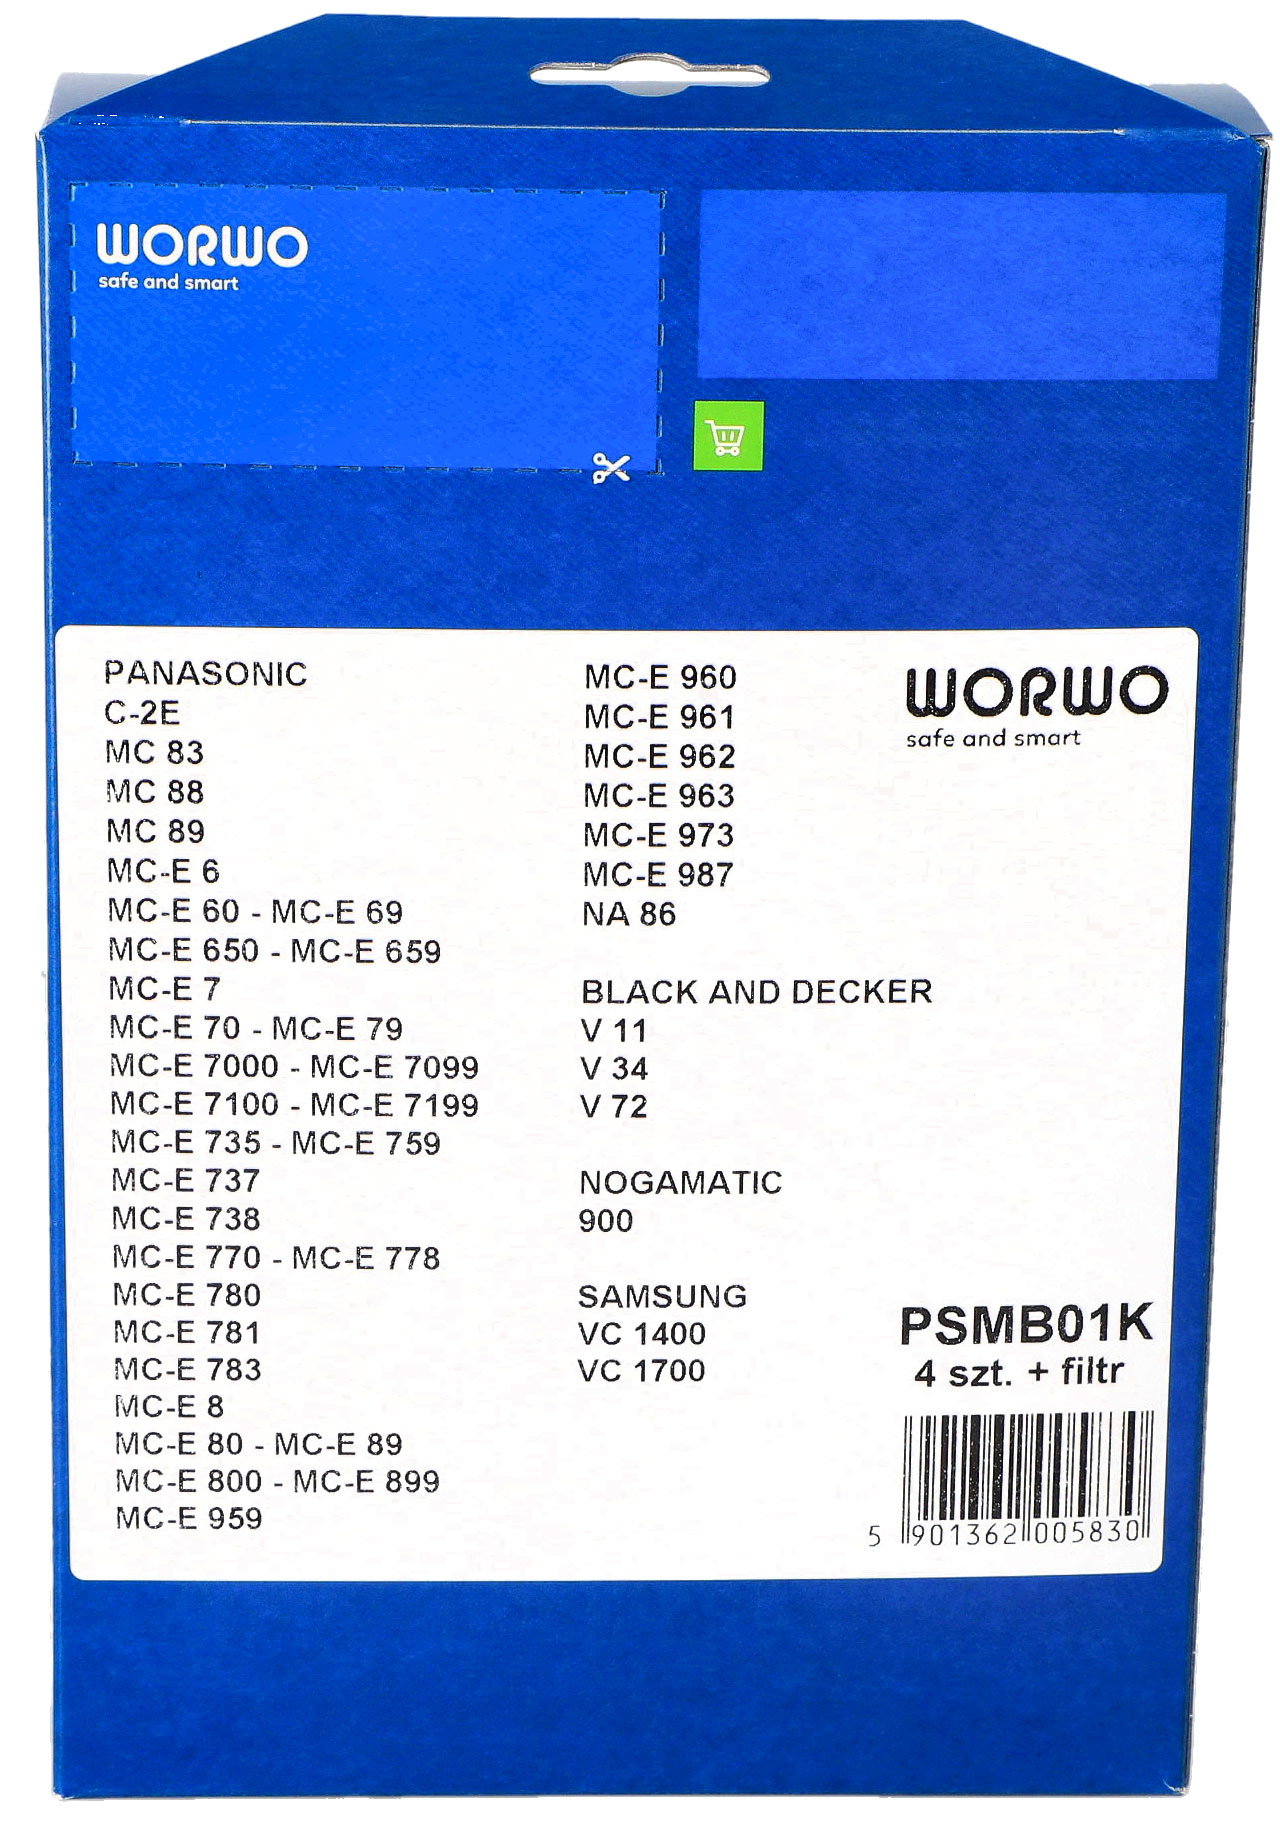 WORWO
safe and smart
PANASONIC
C-2E
MC 83
MC 88
MC 89
MC-E 6
MC-E 60 - MC-E 69
MC-E 650 - MC-E 659
MC-E 7
MC-E 70 - MC-E 79
MC-E 7000 - MC-E 7099
MC-E 7100 - MC-E 7199
MC-E 735 - MC-E 759
MC-E 737
MC-E 738
MC-E 770 - MC-E 778
MC-E 780
MC-E 781
MC-E 783
MC-E 8
MC-E 80 - MC-E 89
MC-E 800 - MC-E 899
MC-E 959
MC-E 960
MC-E 961
MC-E 962
MC-E 963
MC-E 973
MC-E 987
NA 86
BLACK AND DECKER
V 11
V 34
V 72
NOGAMATIC
900
SAMSUNG
VC 1400
VC 1700
WORWO
safe and smart
PSMB01K
4 szt. + filtr
5 901362 005830